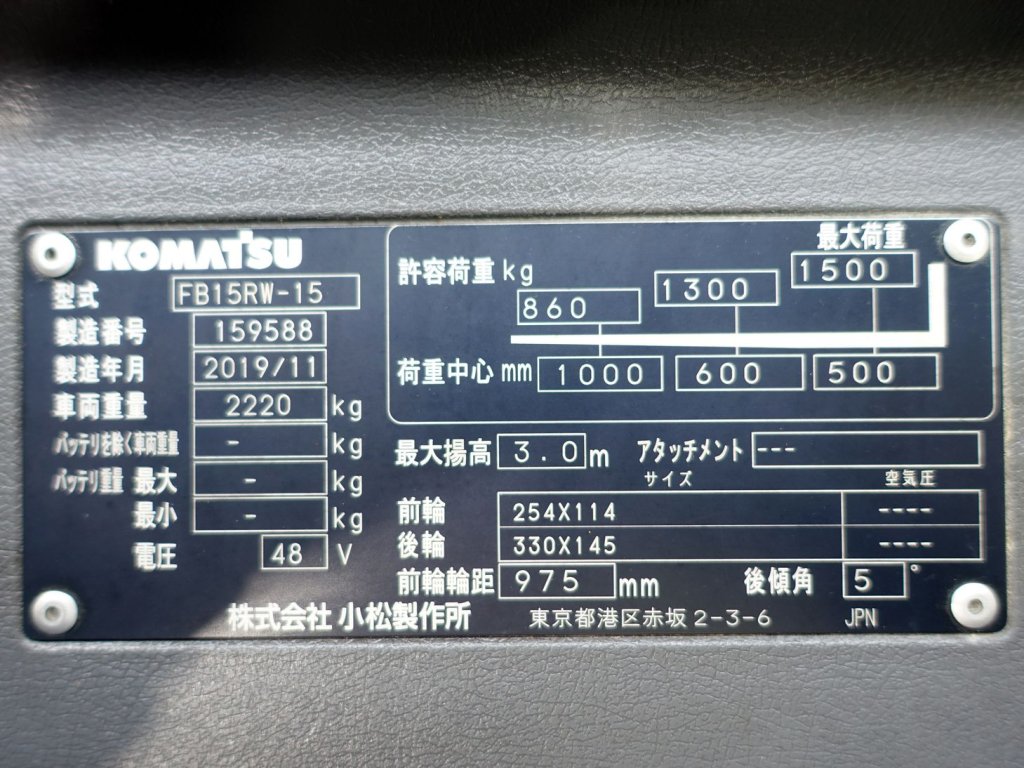 KOMATSU
型式 FB15RW-15
製造番号 159588
製造年月 2019/11
車両重量 2220 kg
バッテリを除く車両重量 - kg
バッテリ重量 最大 - kg
最小 - kg
電圧 48 V
最大荷重
許容荷重 kg 860 1300 1500
荷重中心 mm 1000 600 500
最大揚高 3.0 m アタッチメント ---
サイズ 空気圧
前輪 254X114 ----
後輪 330X145 ----
前輪輪距 975 mm 後傾角 5 °
株式会社 小松製作所 東京都港区赤坂2-3-6 JPN